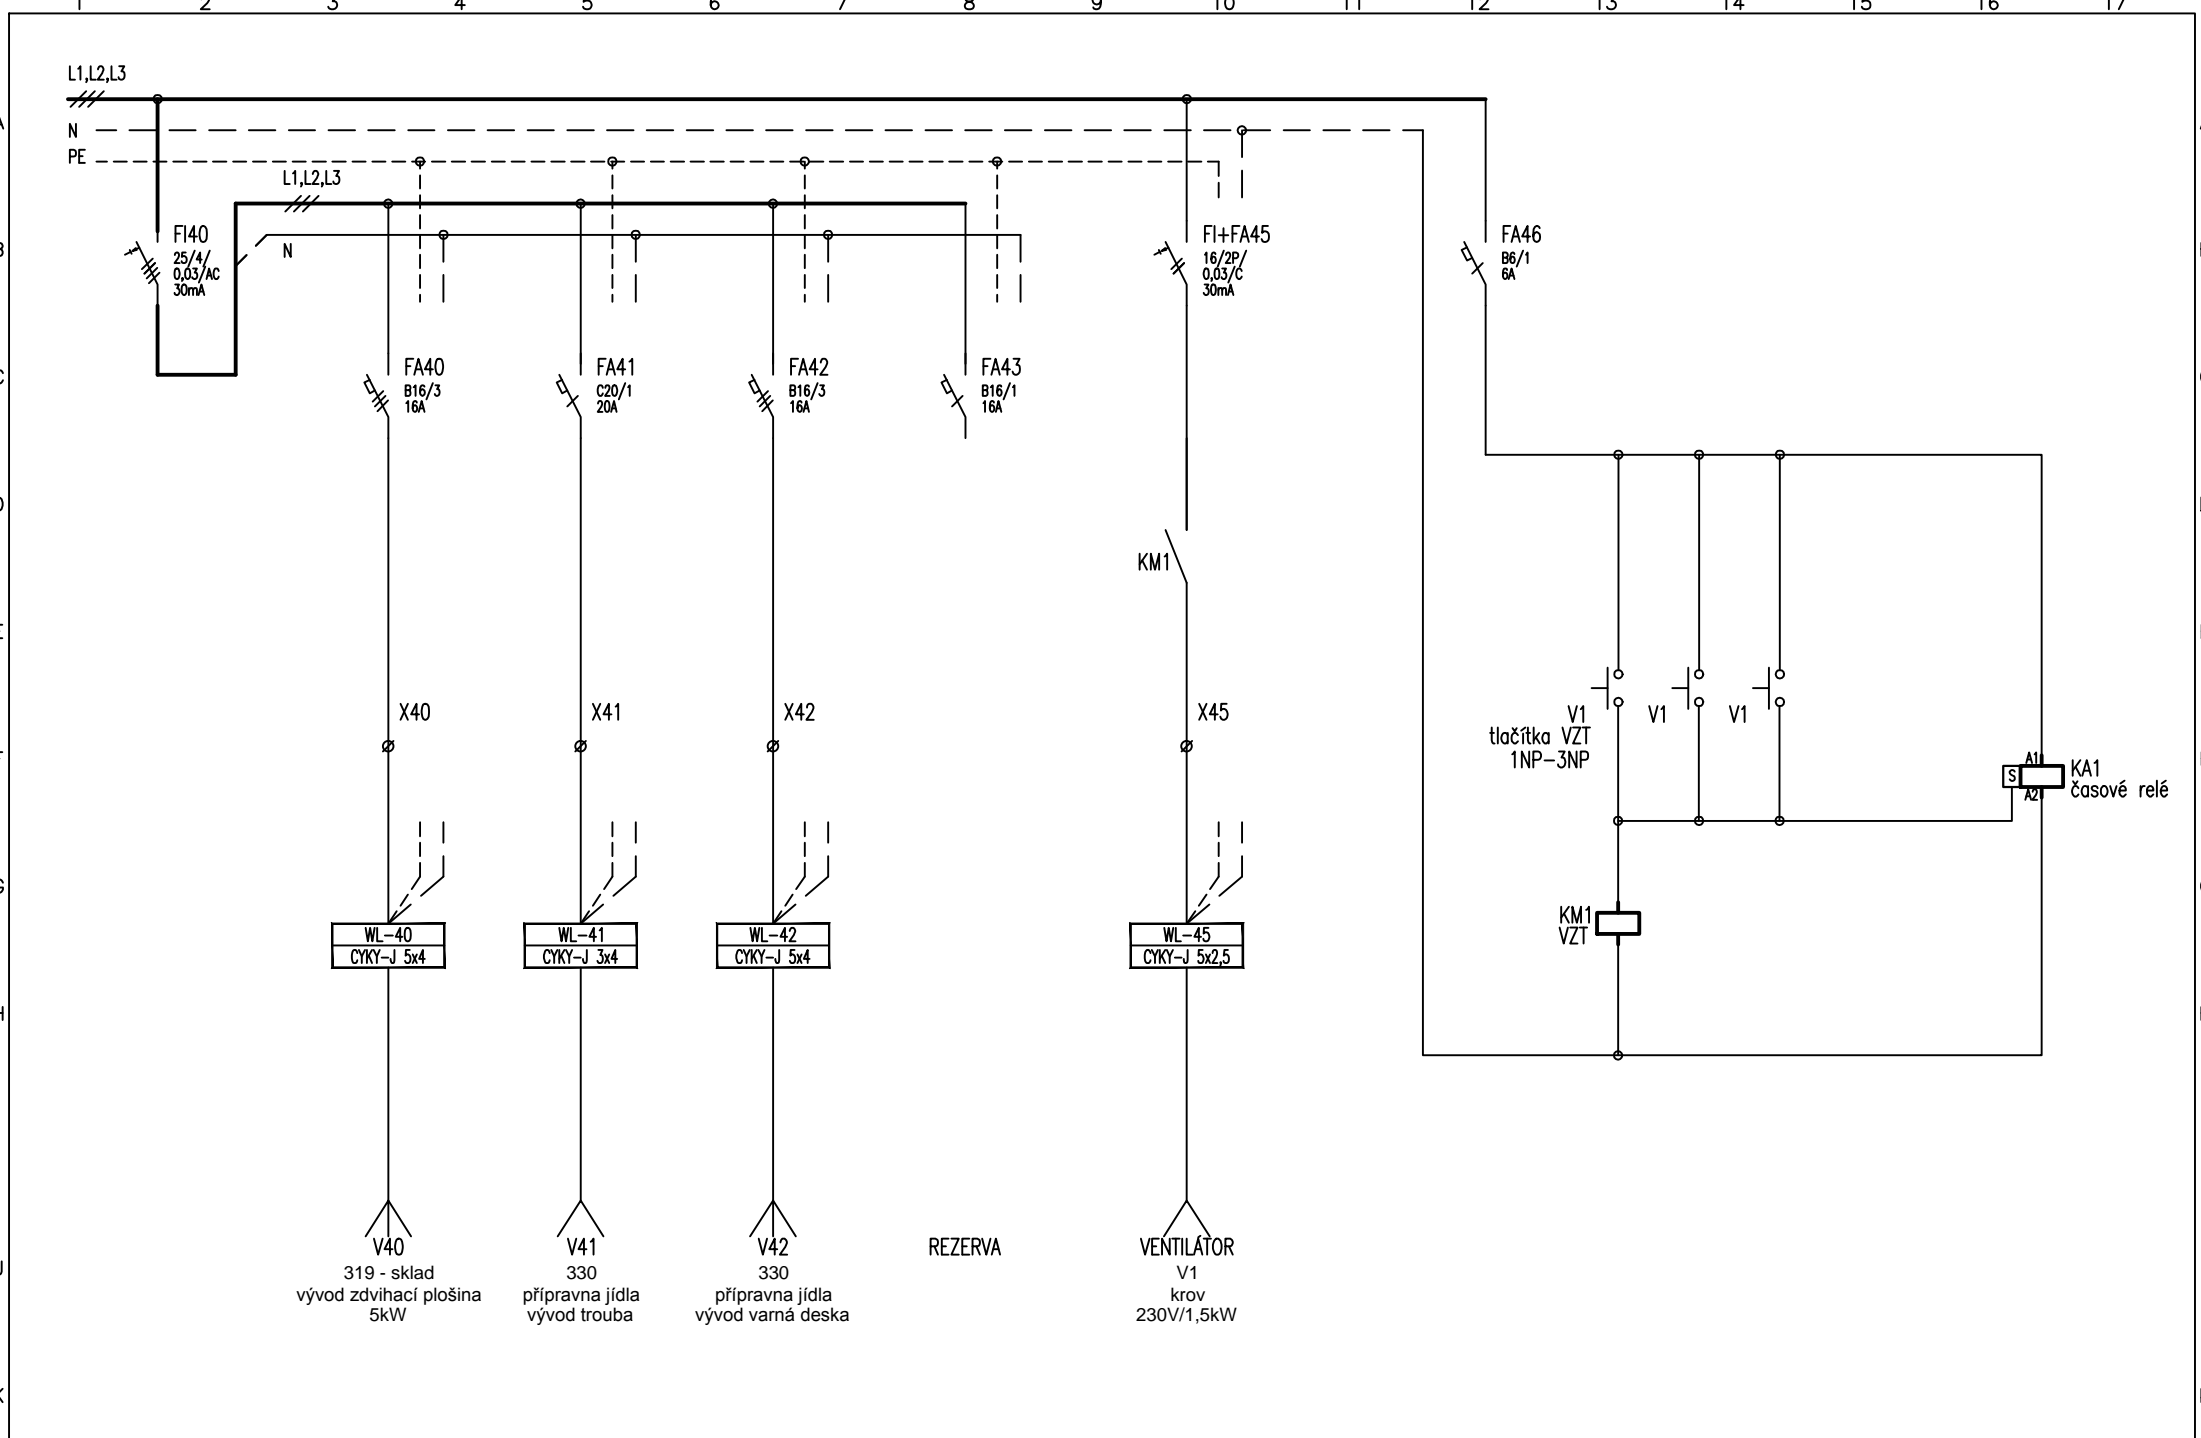 1 2 3 4 5 6 7 8 9 10 11 12 13 14 15 16 17
L1,L2,L3
N
PE
L1,L2,L3
N
FI40
25/4/
0,03/AC
30mA
FI+FA45
16/2P/
0,03/C
30mA
FA46
B6/1
6A
FA40
B16/3
16A
FA41
C20/1
20A
FA42
B16/3
16A
FA43
B16/1
16A
KM1
X40
X41
X42
X45
V1
tlačítka VZT
1NP-3NP
V1
V1
A1
S
A2
KA1
časové relé
KM1
VZT
WL-40
CYKY-J 5x4
WL-41
CYKY-J 3x4
WL-42
CYKY-J 5x4
WL-45
CYKY-J 5x2,5
V40
319 - sklad
vývod zdvihací plošina
5kW
V41
330
přípravna jídla
vývod trouba
V42
330
přípravna jídla
vývod varná deska
REZERVA
VENTILÁTOR
V1
krov
230V/1,5kW